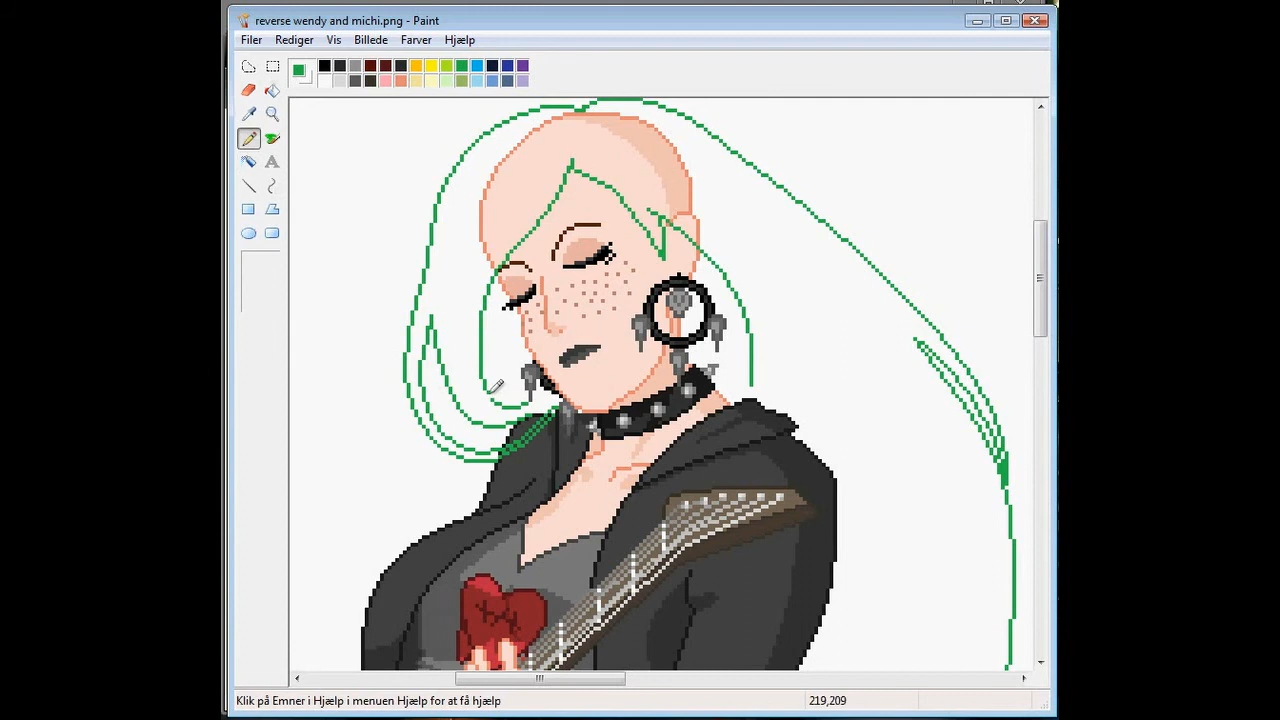 reverse wendy and michi.png - Paint
Filer Rediger Vis Billede Farver Hjælp
A
Klik på Emner i Hjælp i menuen Hjælp for at få hjælp 219,209